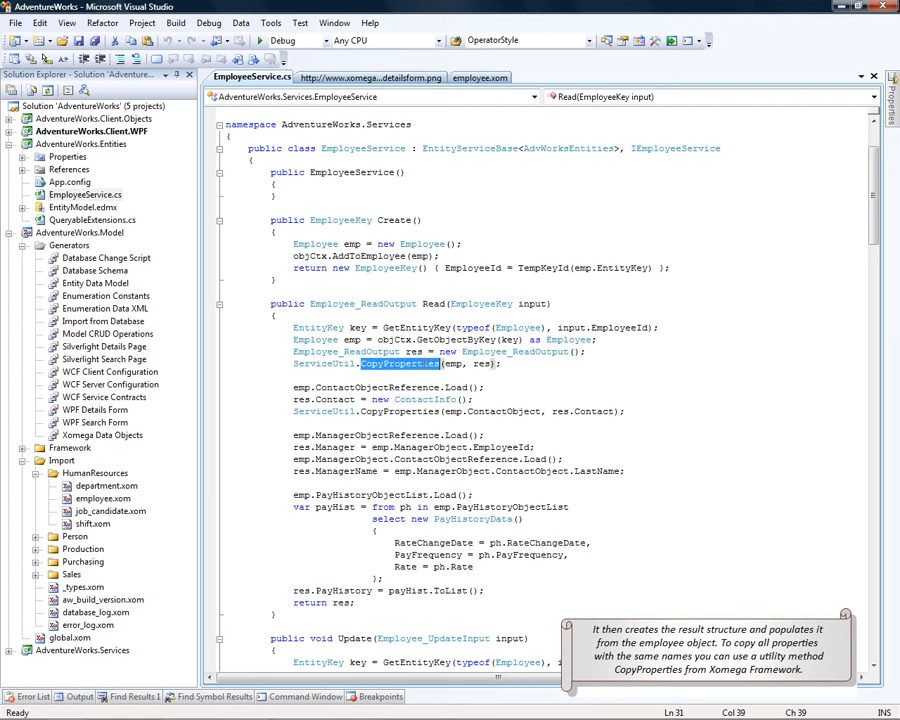 AdventureWorks - Microsoft Visual Studio
File Edit View Refactor Project Build Debug Data Tools Test Window Help
Debug Any CPU OperatorStyle
Solution Explorer - Solution 'Adventure...
EmployeeService.cs http://www.xomega...detailsform.png employee.xom
AdventureWorks.Services.EmployeeService Read(EmployeeKey input)
Properties
Solution 'AdventureWorks' (5 projects)
AdventureWorks.Client.Objects
AdventureWorks.Client.WPF
AdventureWorks.Entities
Properties
References
App.config
EmployeeService.cs
EntityModel.edmx
QueryableExtensions.cs
AdventureWorks.Model
Generators
Database Change Script
Database Schema
Entity Data Model
Enumeration Constants
Enumeration Data XML
Import from Database
Model CRUD Operations
Silverlight Details Page
Silverlight Search Page
WCF Client Configuration
WCF Server Configuration
WCF Service Contracts
WPF Details Form
WPF Search Form
Xomega Data Objects
Framework
Import
HumanResources
department.xom
employee.xom
job_candidate.xom
shift.xom
Person
Production
Purchasing
Sales
_types.xom
aw_build_version.xom
database_log.xom
error_log.xom
global.xom
AdventureWorks.Services
namespace AdventureWorks.Services
{
public class EmployeeService : EntityServiceBase<AdvWorksEntities>, IEmployeeService
{
public EmployeeService()
{
}
public EmployeeKey Create()
{
Employee emp = new Employee();
objCtx.AddToEmployee(emp);
return new EmployeeKey() { EmployeeId = TempKeyId(emp.EntityKey) };
}
public Employee_ReadOutput Read(EmployeeKey input)
{
EntityKey key = GetEntityKey(typeof(Employee), input.EmployeeId);
Employee emp = objCtx.GetObjectByKey(key) as Employee;
Employee_ReadOutput res = new Employee_ReadOutput();
ServiceUtil.CopyProperties(emp, res);
emp.ContactObjectReference.Load();
res.Contact = new ContactInfo();
ServiceUtil.CopyProperties(emp.ContactObject, res.Contact);
emp.ManagerObjectReference.Load();
res.Manager = emp.ManagerObject.EmployeeId;
emp.ManagerObject.ContactObjectReference.Load();
res.ManagerName = emp.ManagerObject.ContactObject.LastName;
emp.PayHistoryObjectList.Load();
var payHist = from ph in emp.PayHistoryObjectList
select new PayHistoryData()
{
RateChangeDate = ph.RateChangeDate,
PayFrequency = ph.PayFrequency,
Rate = ph.Rate
};
res.PayHistory = payHist.ToList();
return res;
}
public void Update(Employee_UpdateInput input)
{
EntityKey key = GetEntityKey(typeof(Employee), i
It then creates the result structure and populates it
from the employee object. To copy all properties
with the same names you can use a utility method
CopyProperties from Xomega Framework.
Error List Output Find Results 1 Find Symbol Results Command Window Breakpoints
Ready Ln 31 Col 39 Ch 39 INS